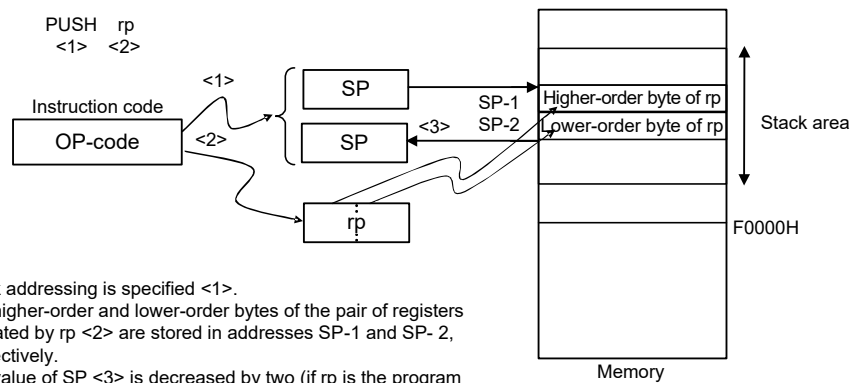 PUSH rp
<1> <2>
<1>
SP
Higher-order byte of rp
SP-1
Instruction code
OP-code
<2>
<3>
SP-2
Lower-order byte of rp
Stack area
SP
rp
F0000H
addressing is specified <1>.
igher-order and lower-order bytes of the pair of registers
ated by rp <2> are stored in addresses SP-1 and SP- 2,
ectively.
alue of SP <3> is decreased by two (if rp is the program
Memory